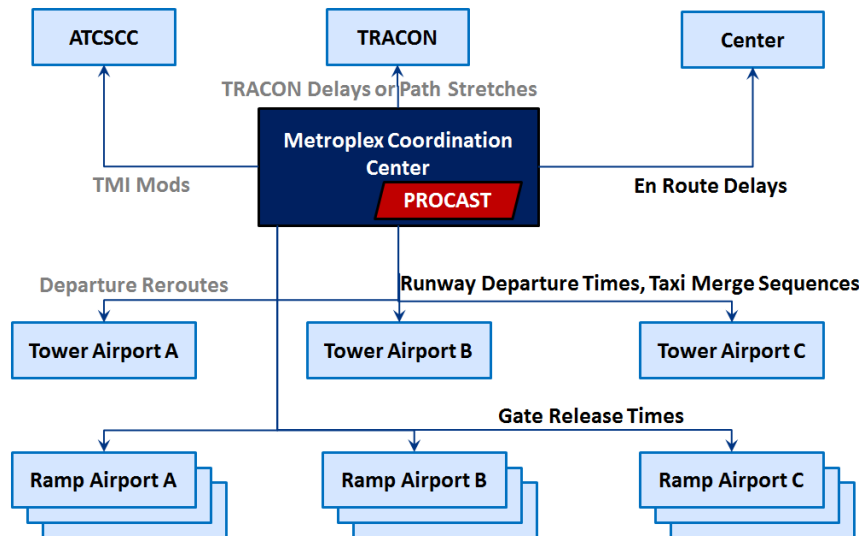 ATCSCC
TRACON
Center
TRACON Delays or Path Stretches
Metroplex Coordination
Center
PROCAST
TMI Mods
En Route Delays
Departure Reroutes
Runway Departure Times, Taxi Merge Sequences
Tower Airport A
Tower Airport B
Tower Airport C
Gate Release Times
Ramp Airport A
Ramp Airport B
Ramp Airport C